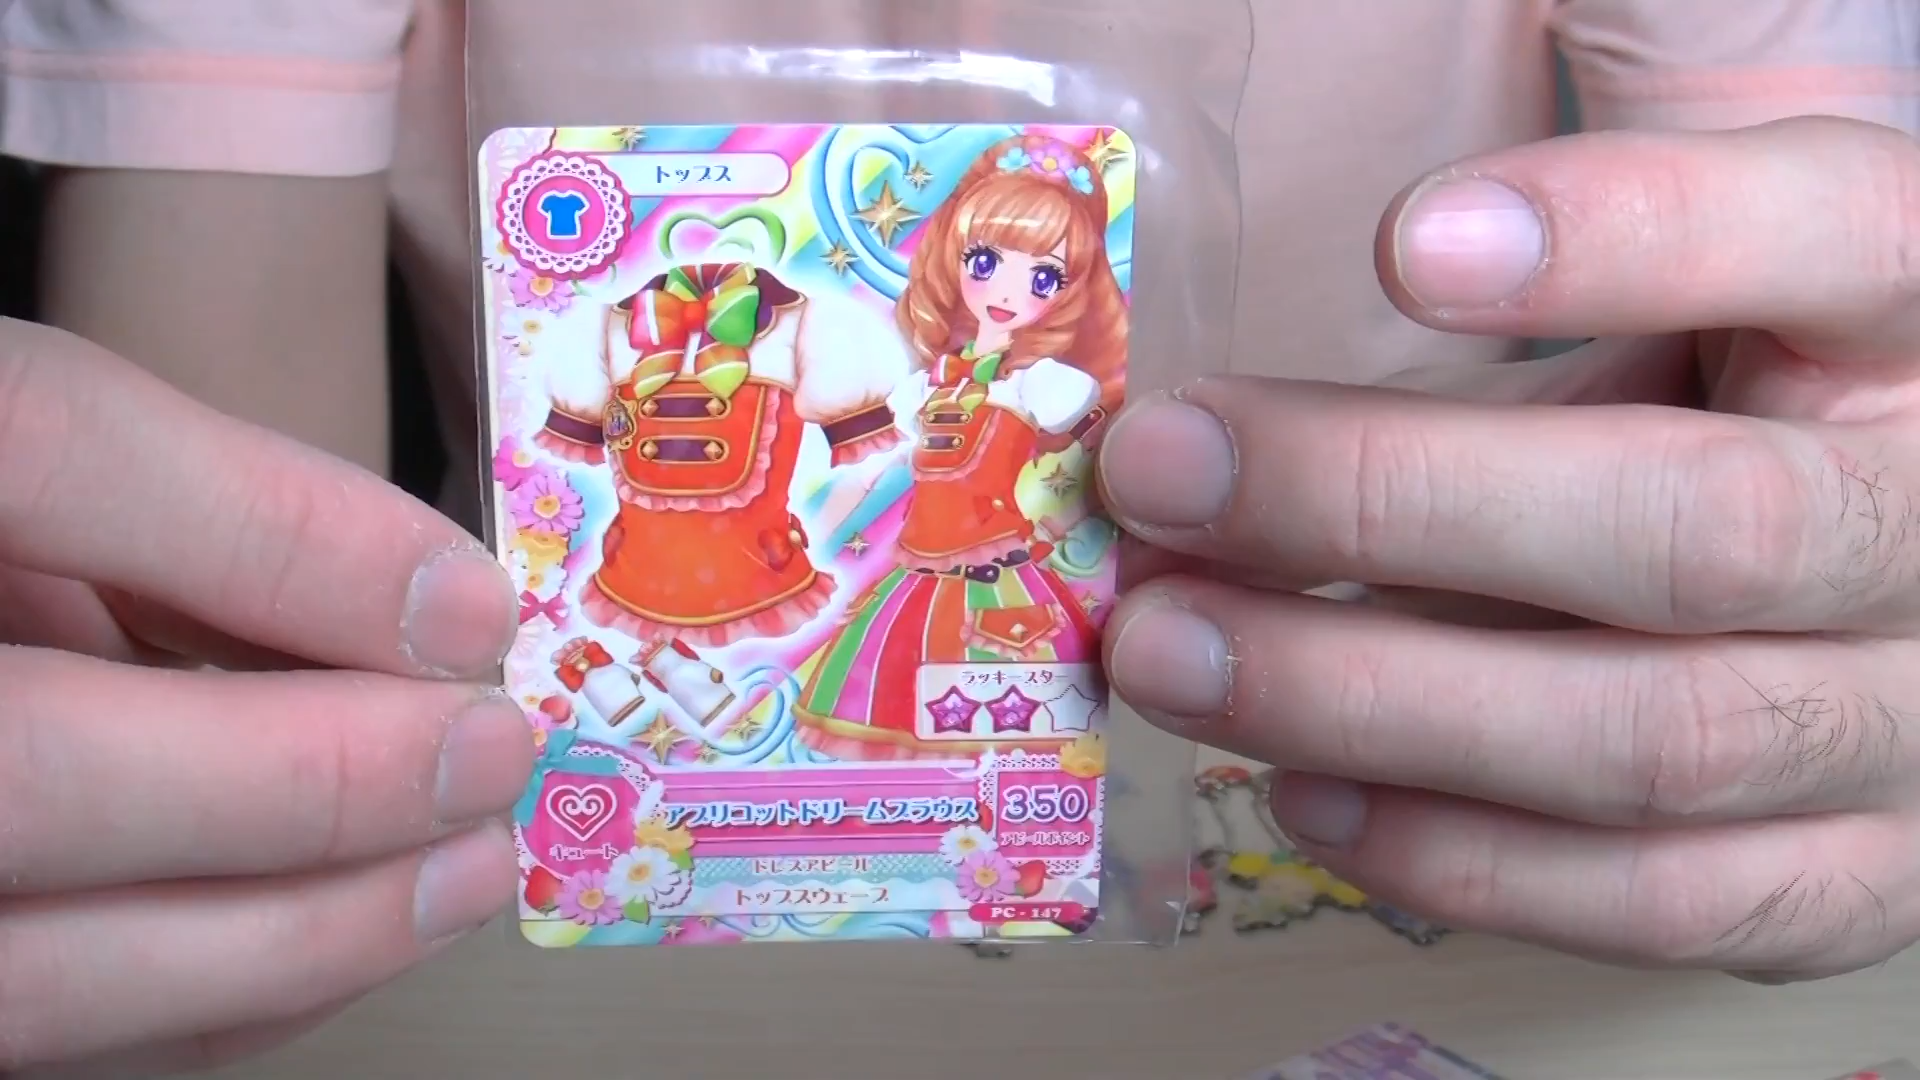 トップス
ラッキースター
キュート
アプリコットドリームブラウス
350
アピールポイント
ドレスアピール
トップスウェーブ
PC - 147